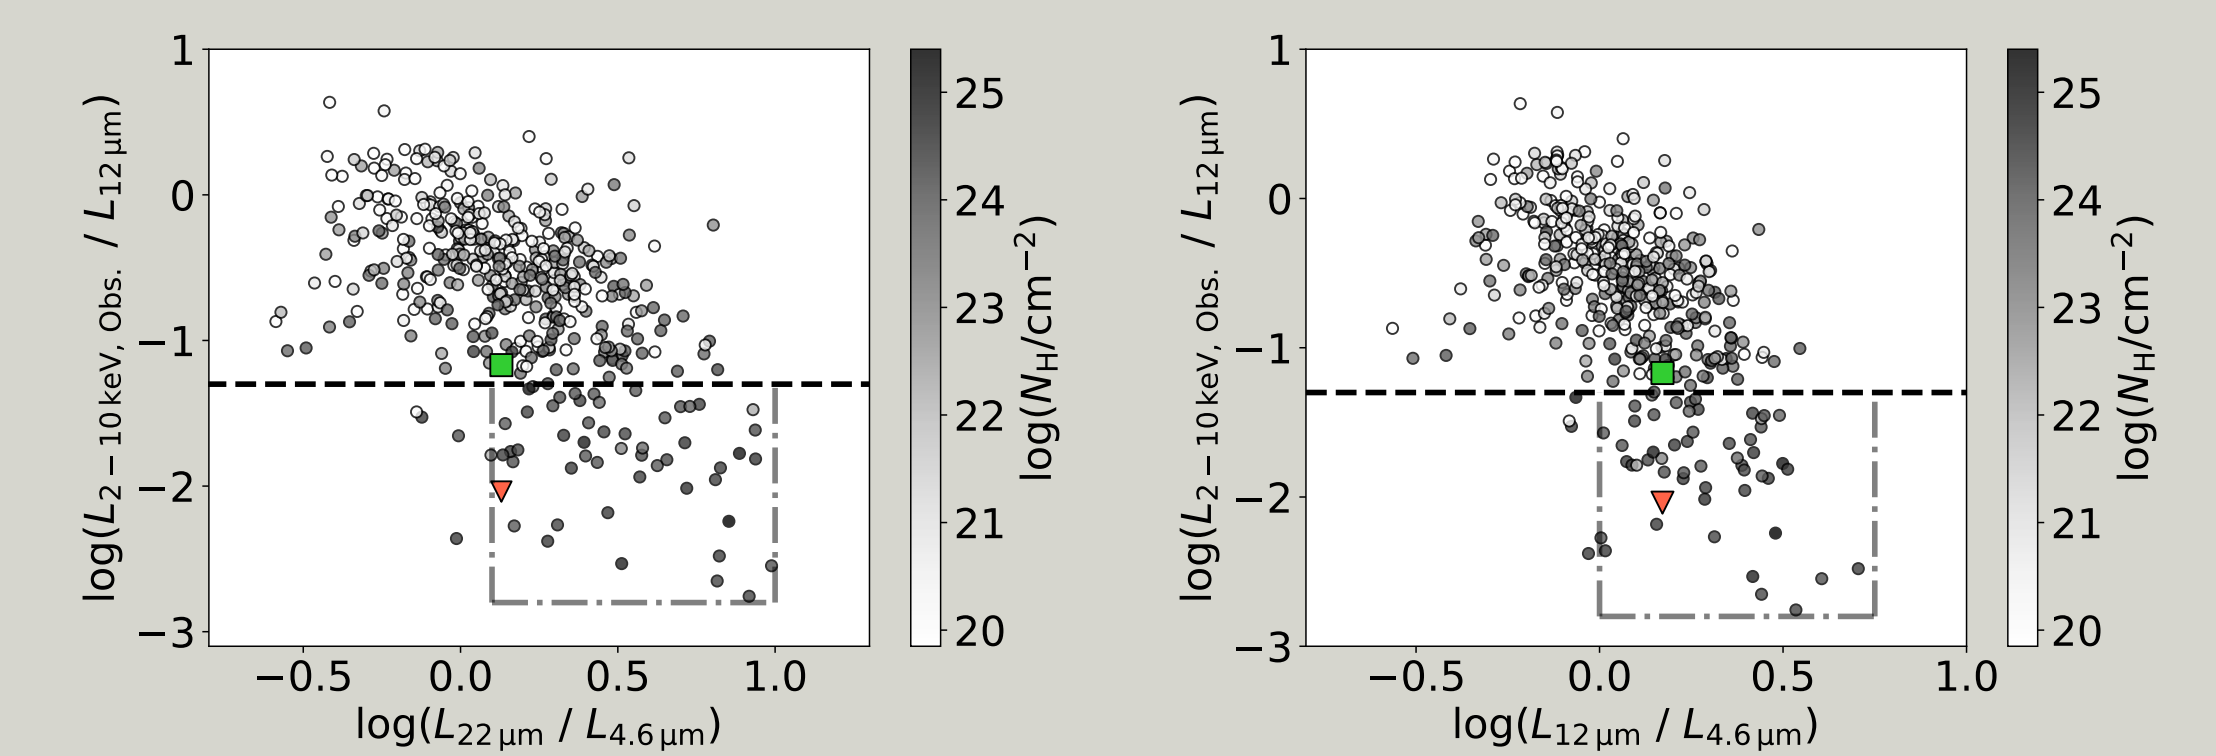 log(L2 − 10 keV, Obs. / L12 μm)
1
0
−1
−2
−3
−0.5 0.0 0.5 1.0
log(L22 μm / L4.6 μm)
25
24
23
22
21
20
log(NH/cm−2)
log(L2 − 10 keV, Obs. / L12 μm)
1
0
−1
−2
−3
−0.5 0.0 0.5 1.0
log(L12 μm / L4.6 μm)
25
24
23
22
21
20
log(NH/cm−2)